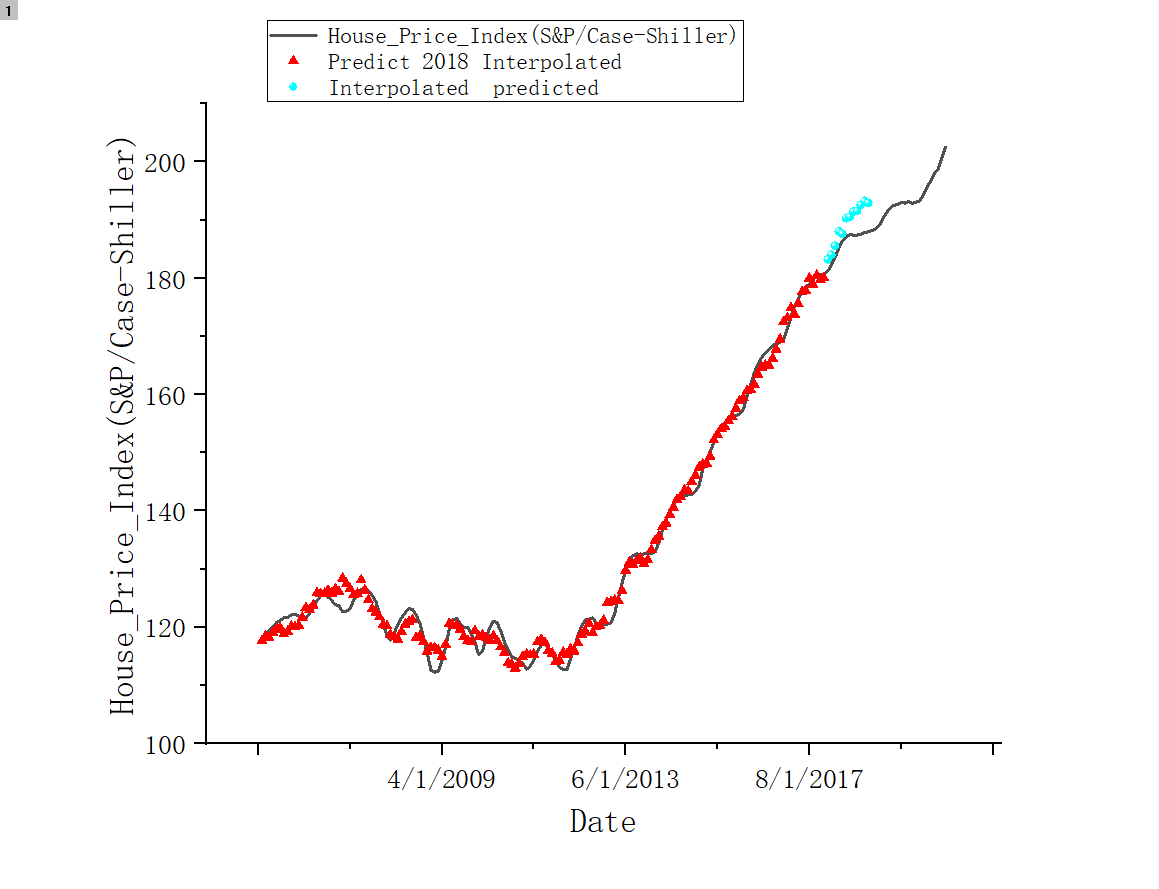 1
House_Price_Index(S&P/Case-Shiller)
Predict 2018 Interpolated
Interpolated  predicted
House_Price_Index(S&P/Case-Shiller)
200
180
160
140
120
100
4/1/2009 6/1/2013 8/1/2017
Date